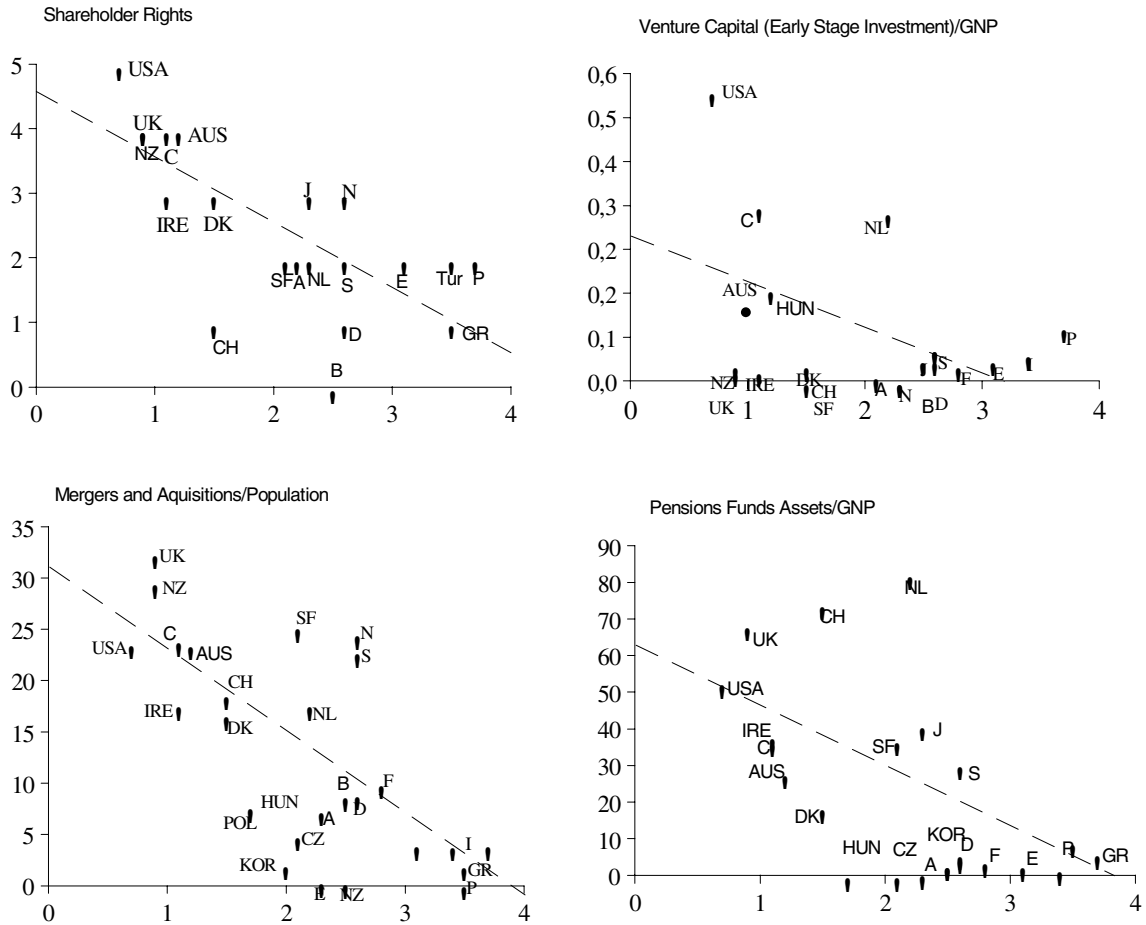 Shareholder Rights
5
USA
4
UK
AUS
NZ
C
3
J
N
IRE
DK
2
SF
A
NL
S
E
Tur
P
1
CH
D
GR
B
0
0
1
2
3
4
Venture Capital (Early Stage Investment)/GNP
0,6
USA
0,5
0,4
0,3
C
NL
0,2
AUS
0,2
HUN
0,1
P
S
0,0
NZ
IRE
DK
CH
A
N
F
E
I
UK
SF
B
D
0
1
2
3
4
Mergers and Aquisitions/Population
35
UK
30
NZ
25
C
SF
N
USA
AUS
S
20
CH
IRE
DK
NL
15
10
B
F
HUN
D
POL
A
5
CZ
I
KOR
GR
0
E
NZ
P
0
1
2
3
4
Pensions Funds Assets/GNP
90
80
NL
70
CH
UK
60
50
USA
40
IRE
J
C
SF
30
AUS
S
20
DK
10
KOR
HUN
CZ
D
A
F
E
P
GR
0
0
1
2
3
4